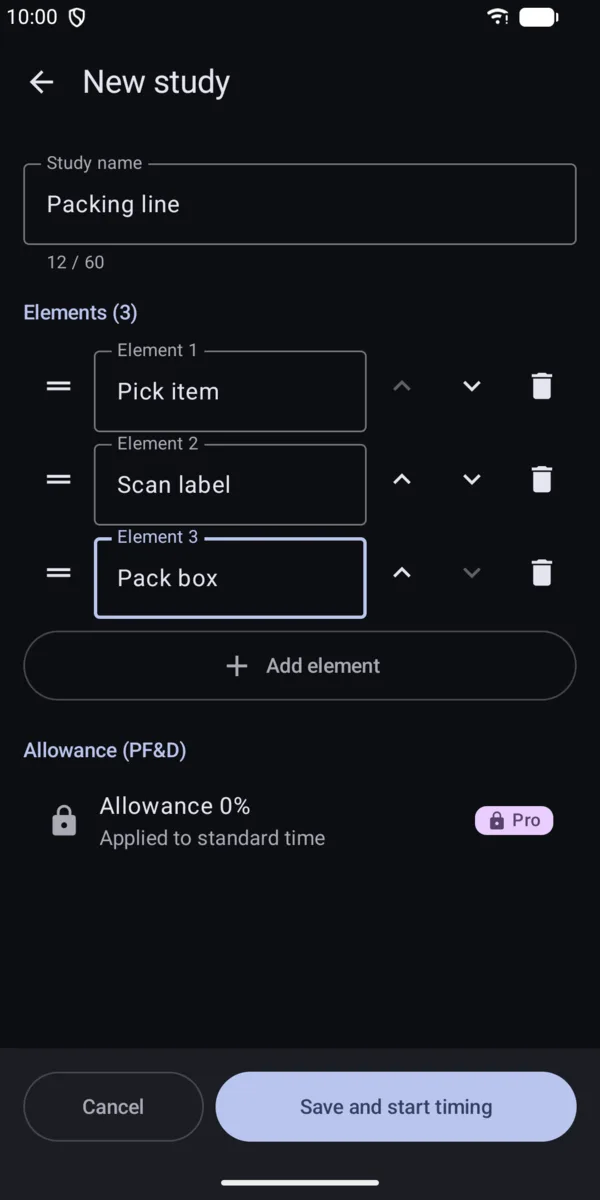 10:00
New study
Study name
Packing line
12 / 60
Elements (3)
Element 1
Pick item
Element 2
Scan label
Element 3
Pack box
Add element
Allowance (PF&D)
Allowance 0%
Applied to standard time
Pro
Cancel
Save and start timing